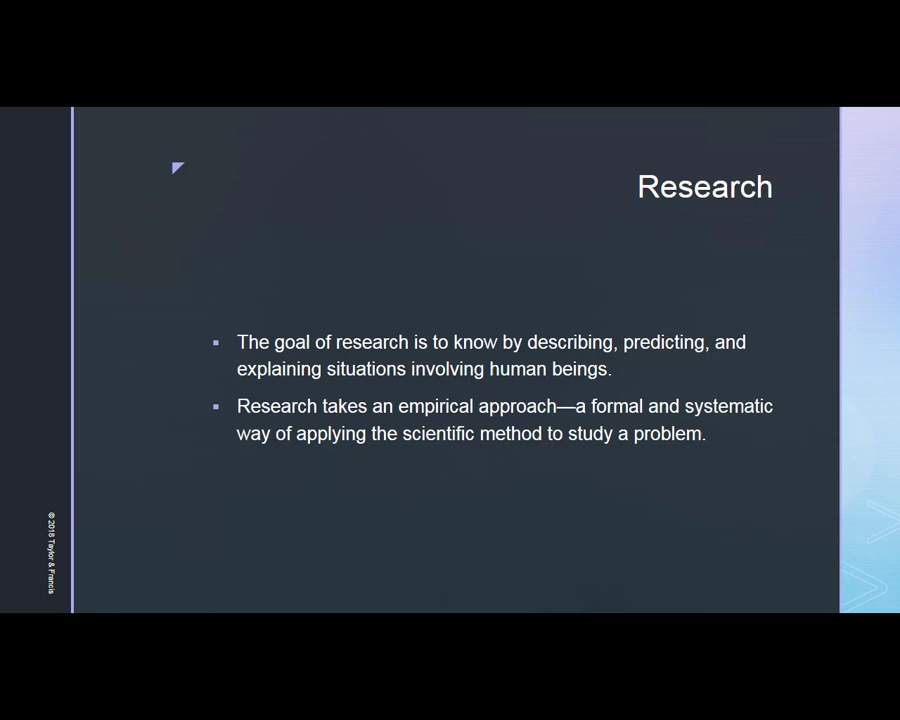 Research
▪ The goal of research is to know by describing, predicting, and
explaining situations involving human beings.
▪ Research takes an empirical approach—a formal and systematic
way of applying the scientific method to study a problem.
© 2018 Taylor & Francis